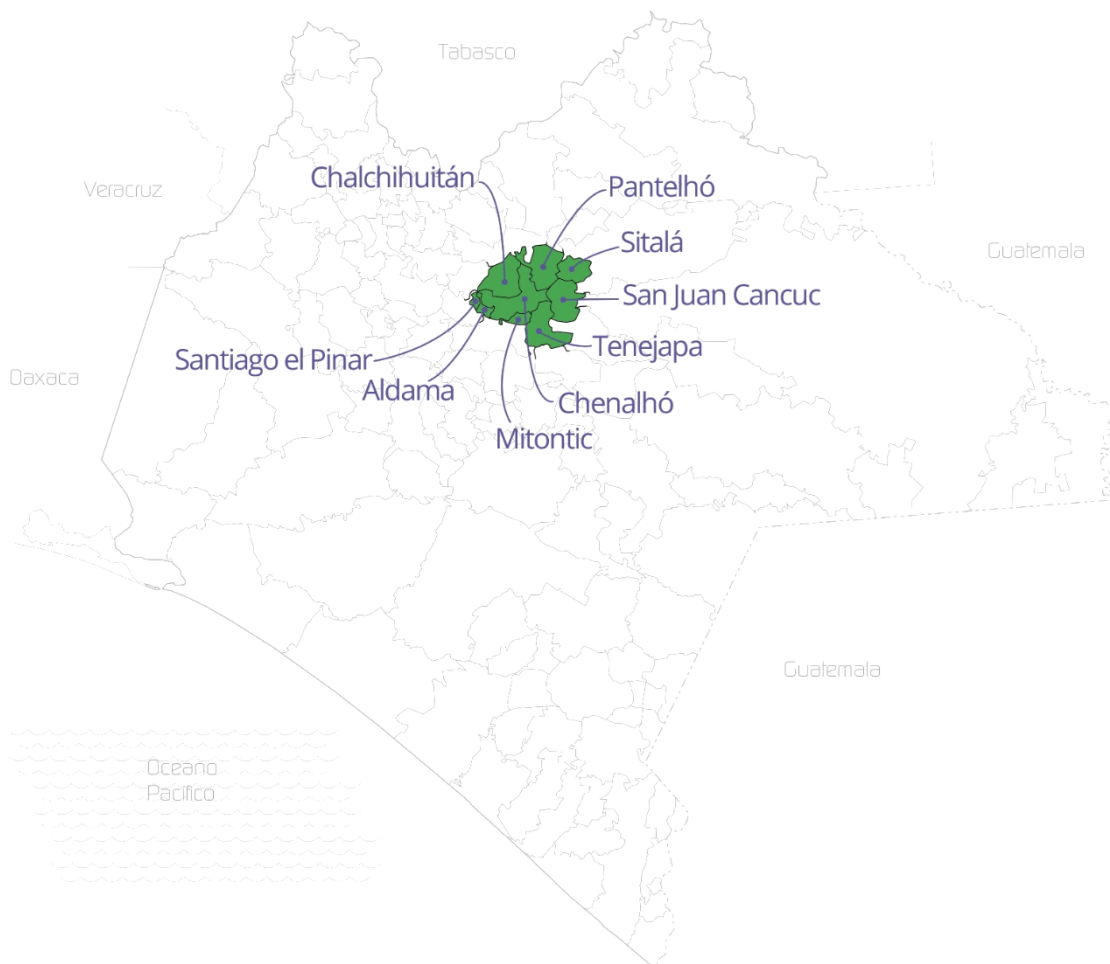 Tabasco
Chalchihuitán
Pantelhó
Veracruz
Sitalá
Guatemala
San Juan Cancuc
Tenejapa
Santiago el Pinar
Oaxaca
Aldama
Chenalhó
Mitontic
Guatemala
Oceano
Pacífico